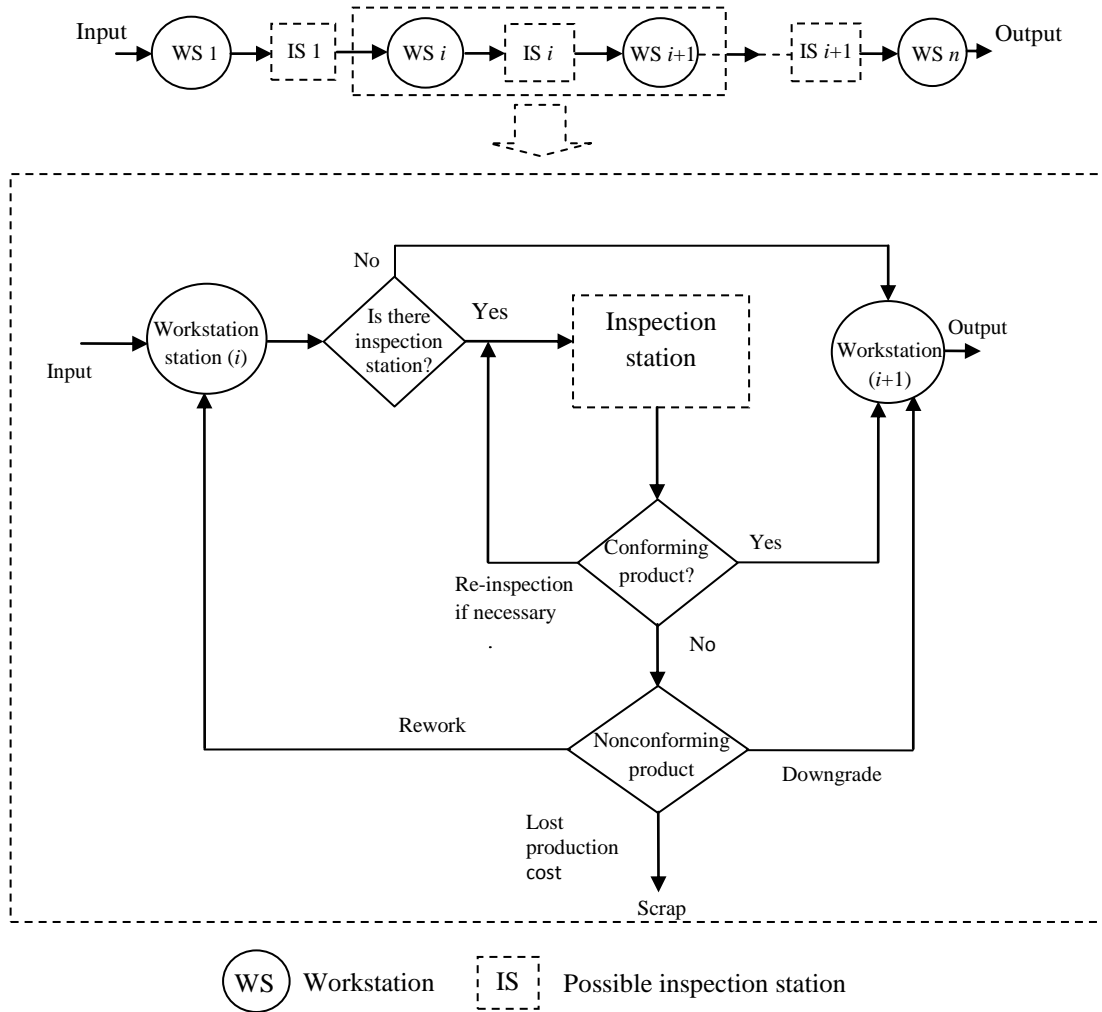 Input
WS 1
IS 1
WS i
IS i
WS i+1
IS i+1
WS n
Output
No
Is there
inspection
station?
Yes
Inspection
station
Workstation
station (i)
Input
Workstation
(i+1)
Output
Conforming
product?
Yes
Re-inspection
if necessary
.
No
Rework
Nonconforming
product
Downgrade
Lost
production
cost
Scrap
WS
Workstation
IS
Possible inspection station